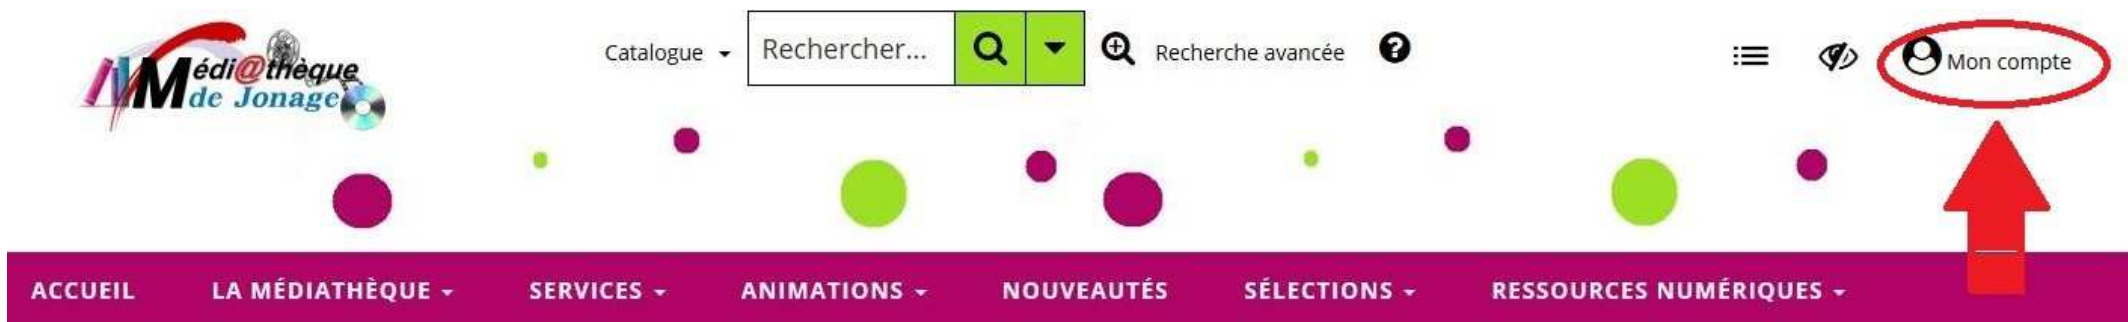 Médi@thèque
de Jonage
Catalogue
Rechercher...
Recherche avancée
?
Mon compte
ACCUEIL
LA MÉDIATHÈQUE
SERVICES
ANIMATIONS
NOUVEAUTÉS
SÉLECTIONS
RESSOURCES NUMÉRIQUES